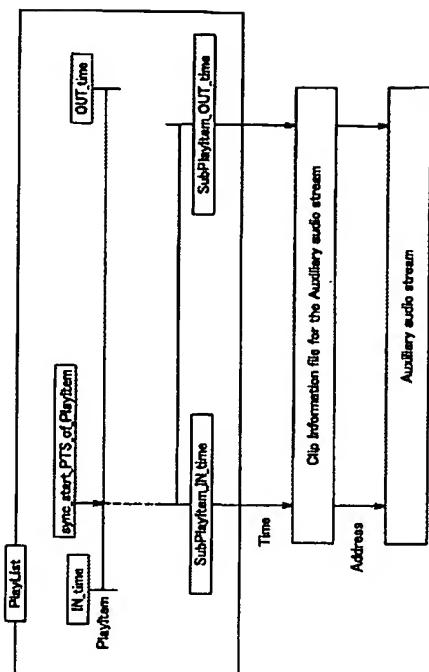 PlayList
IN_time
sync_start_PTS_of_PlayItem
OUT_time
PlayItem
SubPlayItem_IN_time
SubPlayItem_OUT_time
Time
Clip Information file for the Auxiliary audio stream
Address
Auxiliary audio stream